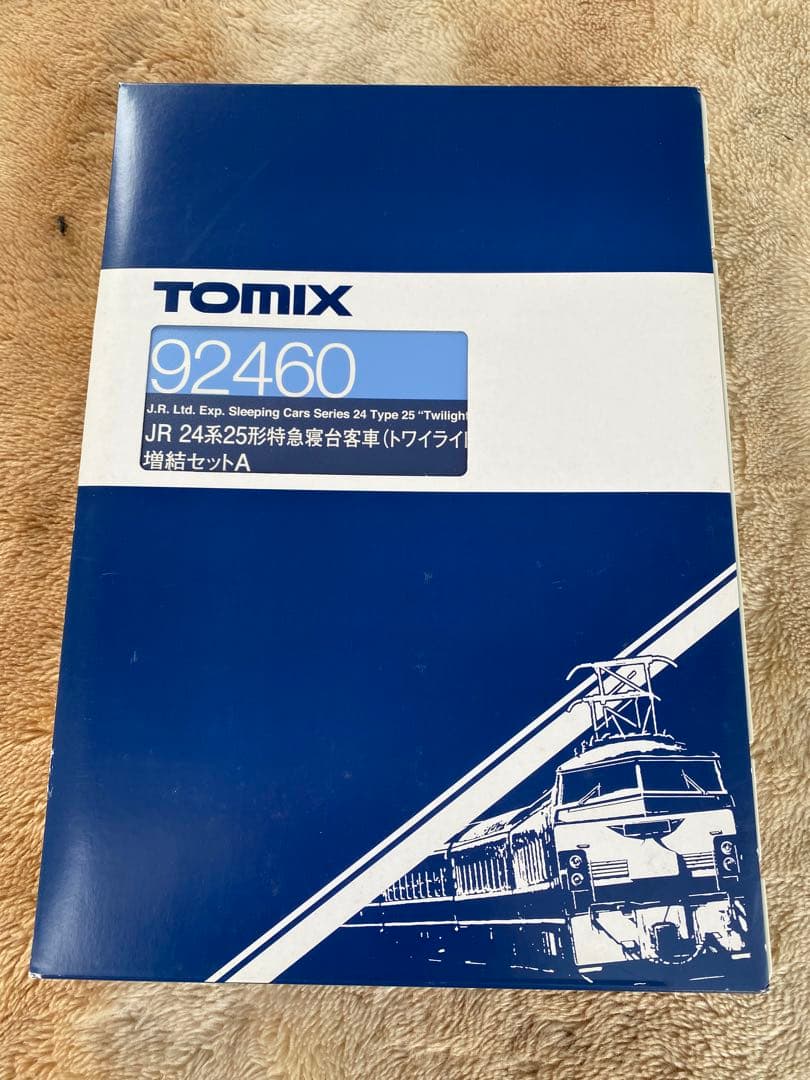 TOMIX
92460
J.R. Ltd. Exp. Sleeping Cars Series 24 Type 25 "Twilight
JR 24系25形特急寝台客車(トワイライ
増結セットA